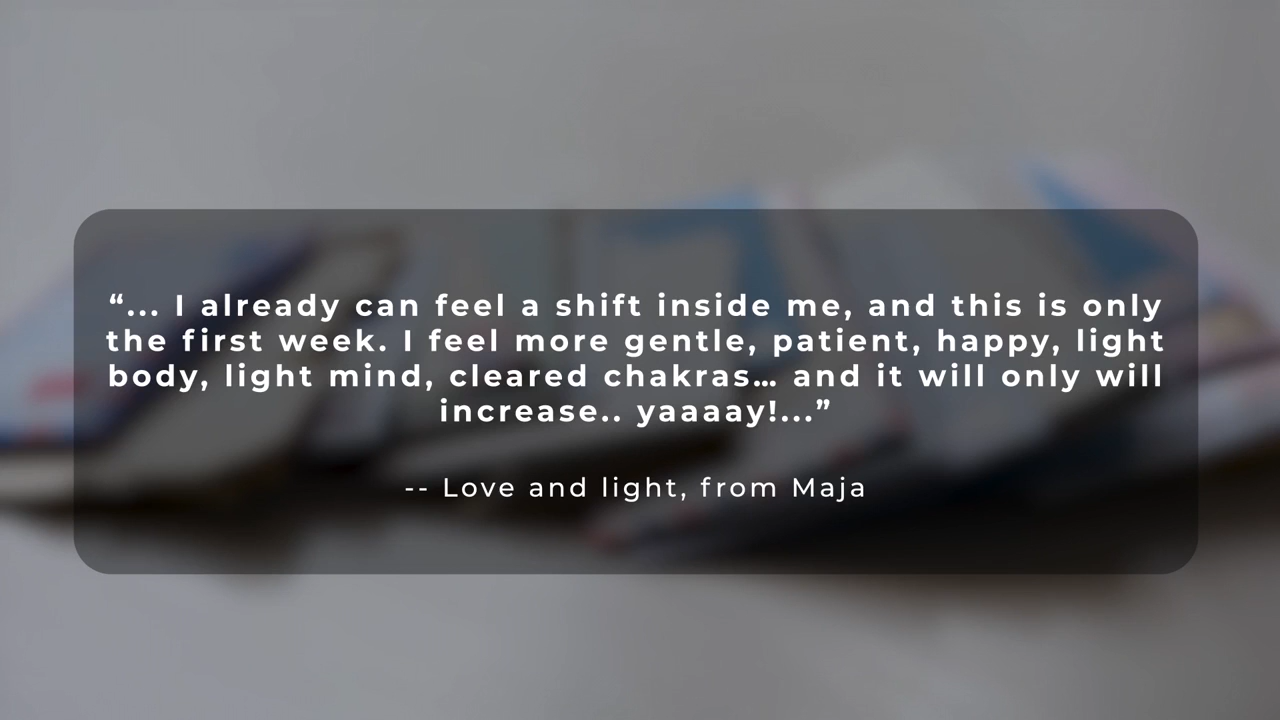 “... I already can feel a shift inside me, and this is only
the first week. I feel more gentle, patient, happy, light
body, light mind, cleared chakras… and it will only will
increase.. yaaaay!...”
-- Love and light, from Maja